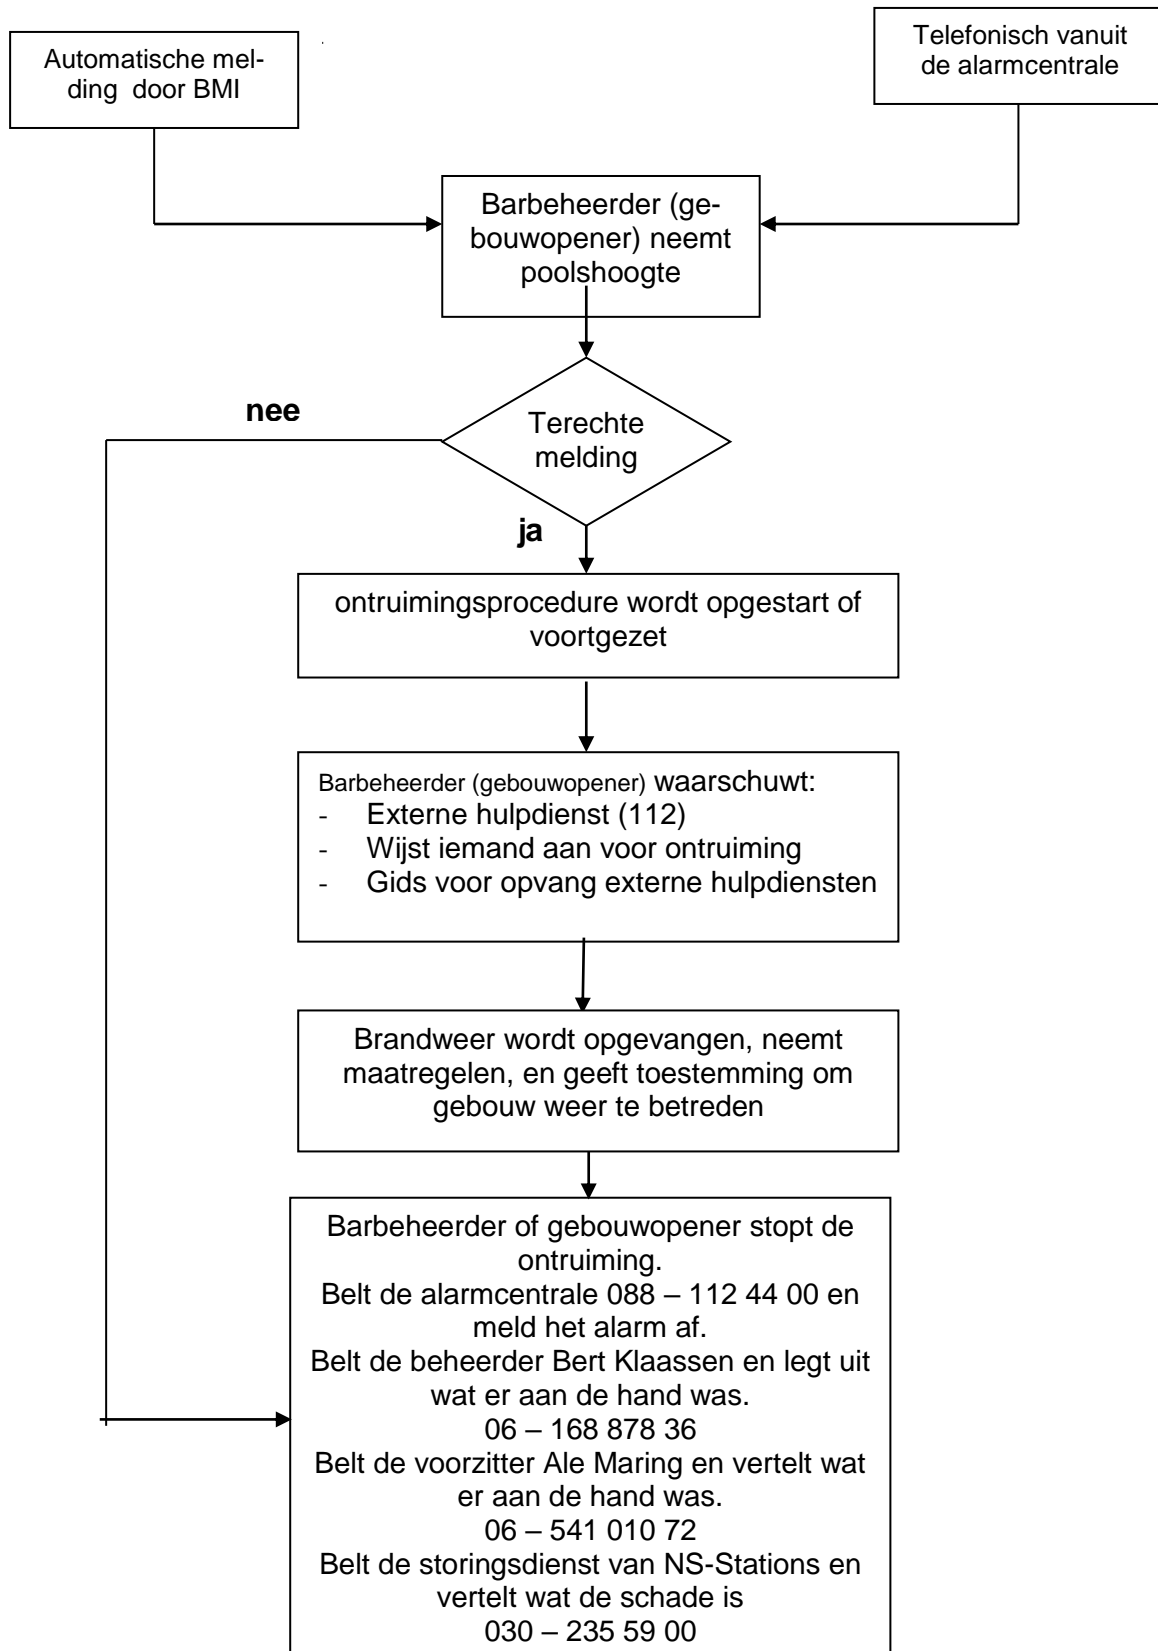 Automatische mel-
ding  door BMI
Telefonisch vanuit
de alarmcentrale
Barbeheerder (ge-
bouwopener) neemt
poolshoogte
nee
Terechte
melding
ja
ontruimingsprocedure wordt opgestart of
voortgezet
Barbeheerder (gebouwopener) waarschuwt:
- Externe hulpdienst (112)
- Wijst iemand aan voor ontruiming
- Gids voor opvang externe hulpdiensten
Brandweer wordt opgevangen, neemt
maatregelen, en geeft toestemming om
gebouw weer te betreden
Barbeheerder of gebouwopener stopt de
ontruiming.
Belt de alarmcentrale 088 – 112 44 00 en
meld het alarm af.
Belt de beheerder Bert Klaassen en legt uit
wat er aan de hand was.
06 – 168 878 36
Belt de voorzitter Ale Maring en vertelt wat
er aan de hand was.
06 – 541 010 72
Belt de storingsdienst van NS-Stations en
vertelt wat de schade is
030 – 235 59 00